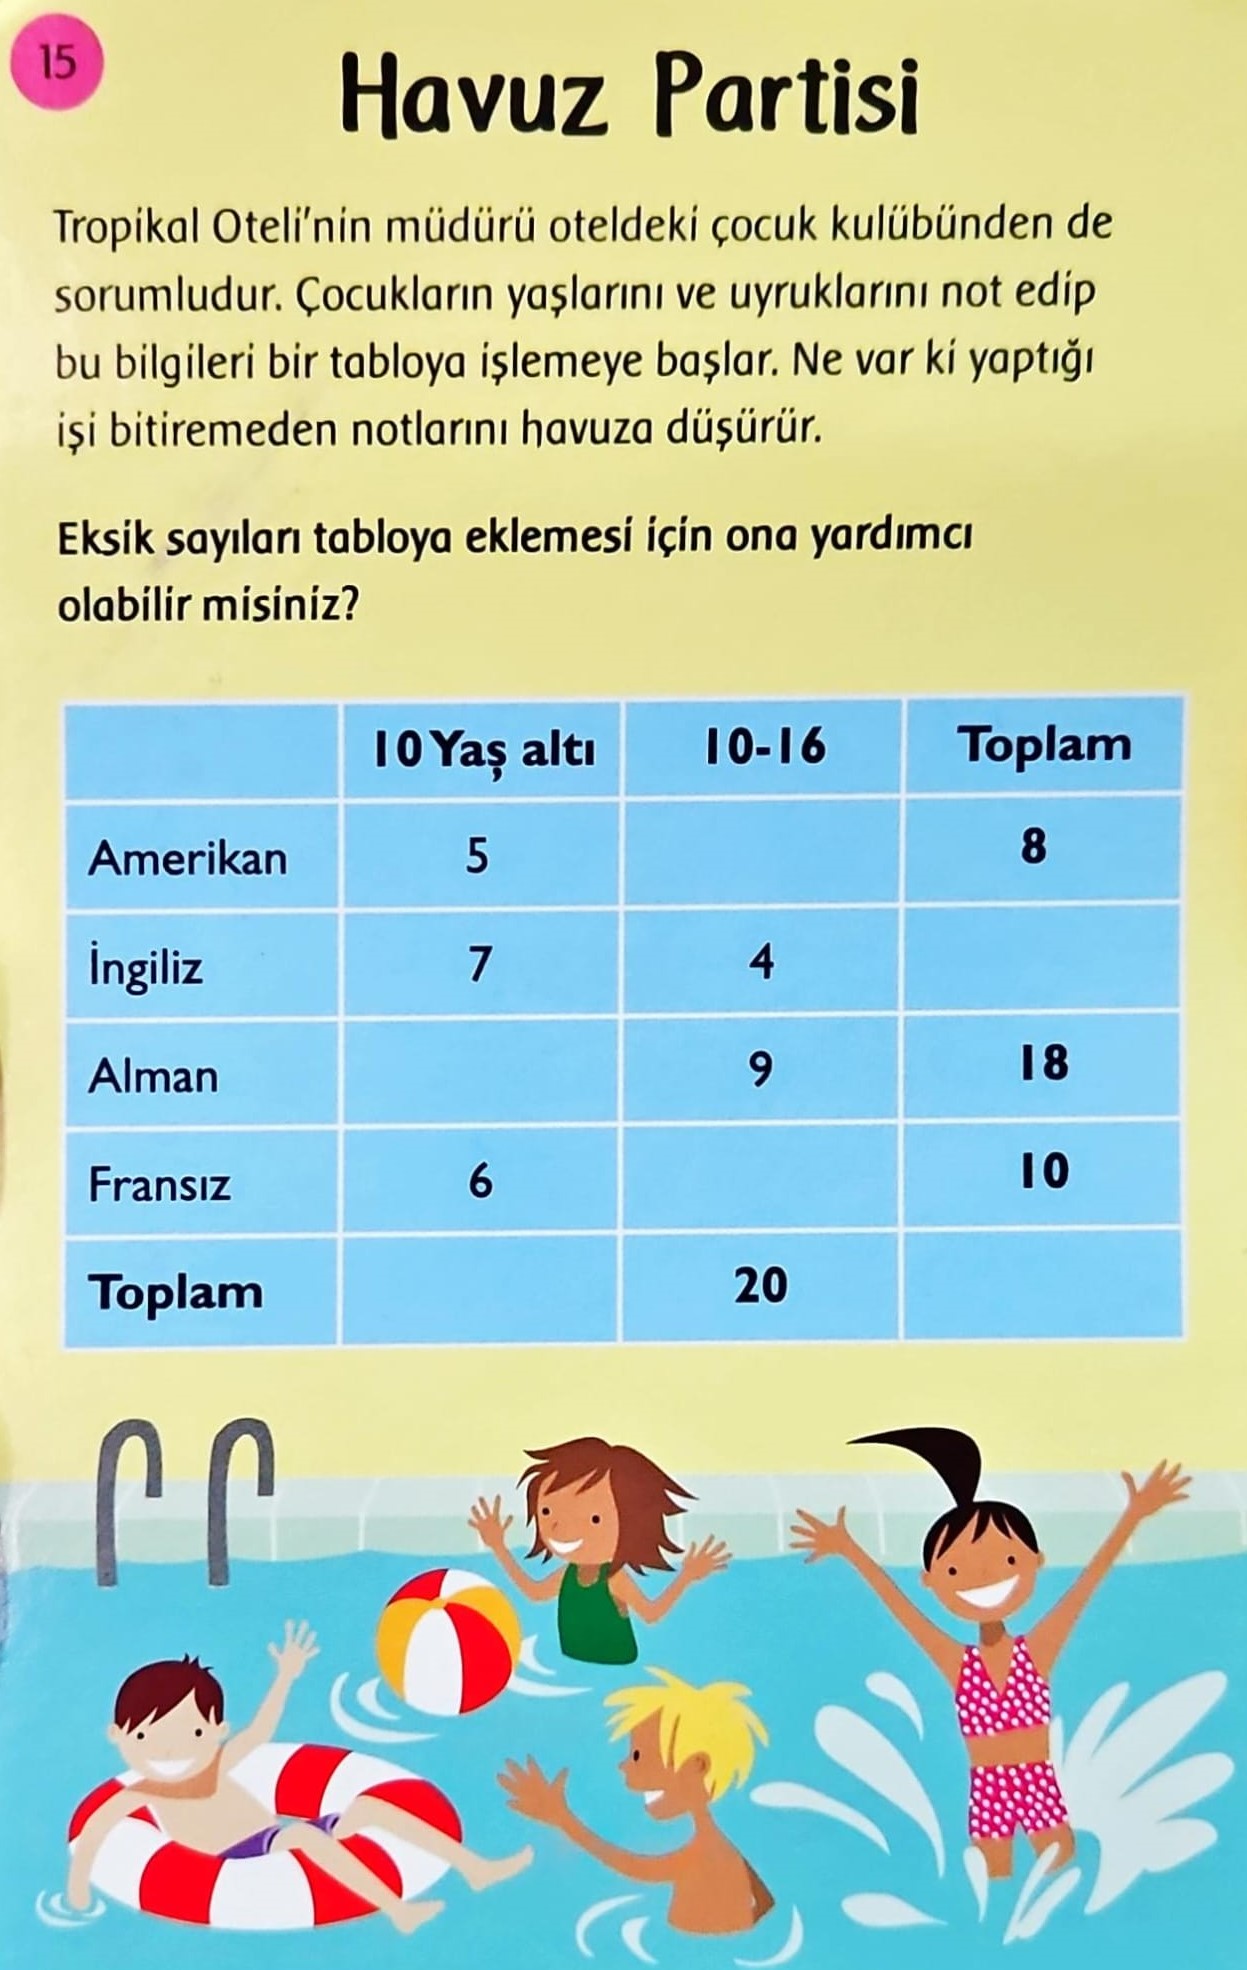 15
Havuz Partisi
Tropikal Oteli'nin müdürü oteldeki çocuk kulübünden de
sorumludur. Çocukların yaşlarını ve uyruklarını not edip
bu bilgileri bir tabloya işlemeye başlar. Ne var ki yaptığı
işi bitiremeden notlarını havuza düşürür.
Eksik sayıları tabloya eklemesi için ona yardımcı
olabilir misiniz?
10 Yaş altı 10-16 Toplam
Amerikan 5 8
İngiliz 7 4
Alman 9 18
Fransız 6 10
Toplam 20